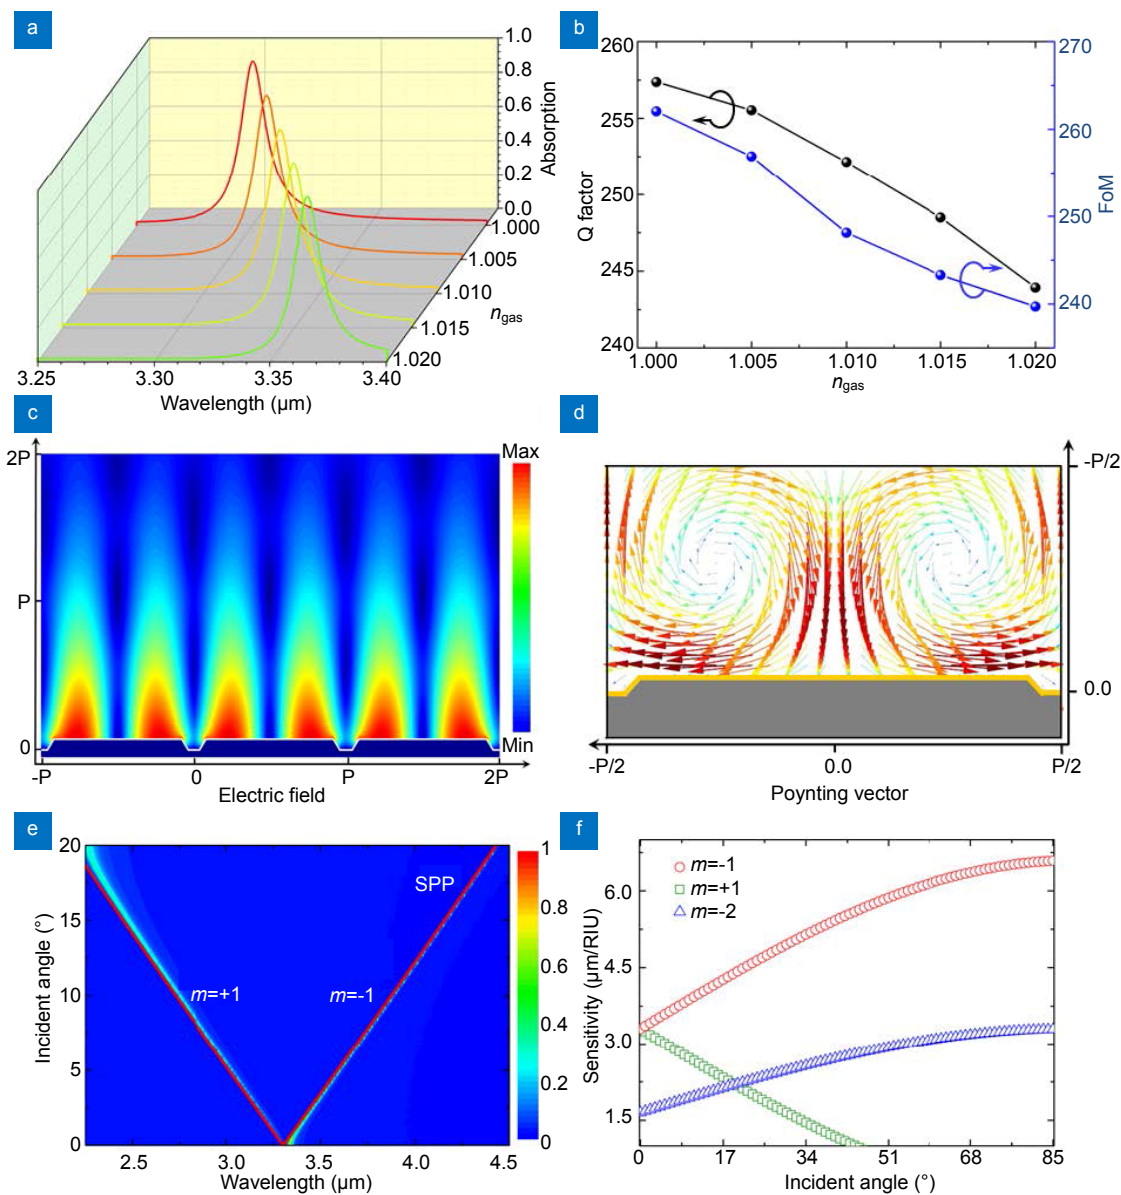 a
1.0
0.8
0.6
0.4
0.2
0.0
Absorption
1.000
1.005
1.010
1.015
1.020
n_gas
3.25
3.30
3.35
3.40
Wavelength (μm)
b
260
255
250
245
240
Q factor
270
260
250
240
FoM
1.000
1.005
1.010
1.015
1.020
n_gas
c
2P
P
0
Max
Min
-P
0
P
2P
Electric field
d
-P/2
0.0
-P/2
0.0
P/2
Poynting vector
e
20
15
10
5
0
Incident angle (°)
SPP
m=+1
m=-1
1
0.8
0.6
0.4
0.2
0
2.5
3.0
3.5
4.0
4.5
Wavelength (μm)
f
m=-1
m=+1
m=-2
6.0
4.5
3.0
1.5
Sensitivity (μm/RIU)
0
17
34
51
68
85
Incident angle (°)